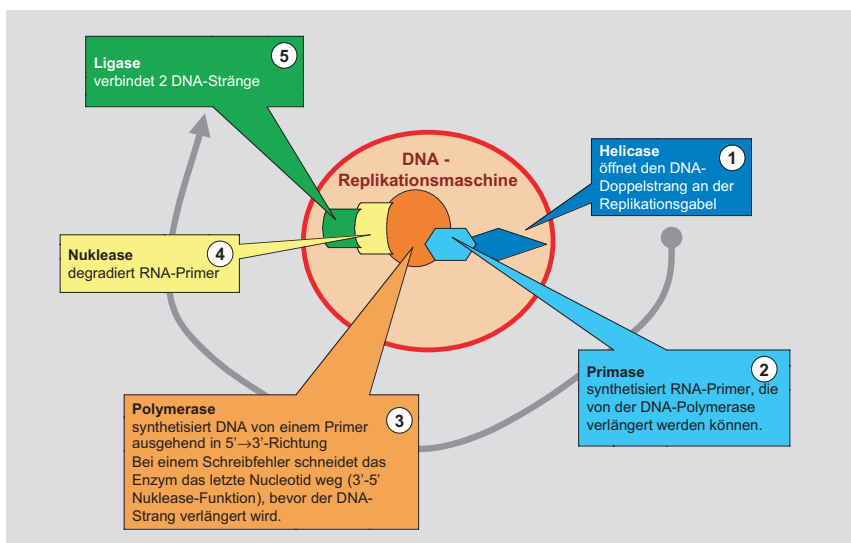 Ligase
5
verbindet 2 DNA-Stränge
DNA -
Replikationsmaschine
Helicase
1
öffnet den DNA-
Doppelstrang an der
Replikationsgabel
Nuklease
4
degradiert RNA-Primer
Primase
2
synthetisiert RNA-Primer, die
von der DNA-Polymerase
verlängert werden können.
Polymerase
3
synthetisiert DNA von einem Primer
ausgehend in 5'→3'-Richtung
Bei einem Schreibfehler schneidet das
Enzym das letzte Nucleotid weg (3'-5'
Nuklease-Funktion), bevor der DNA-
Strang verlängert wird.